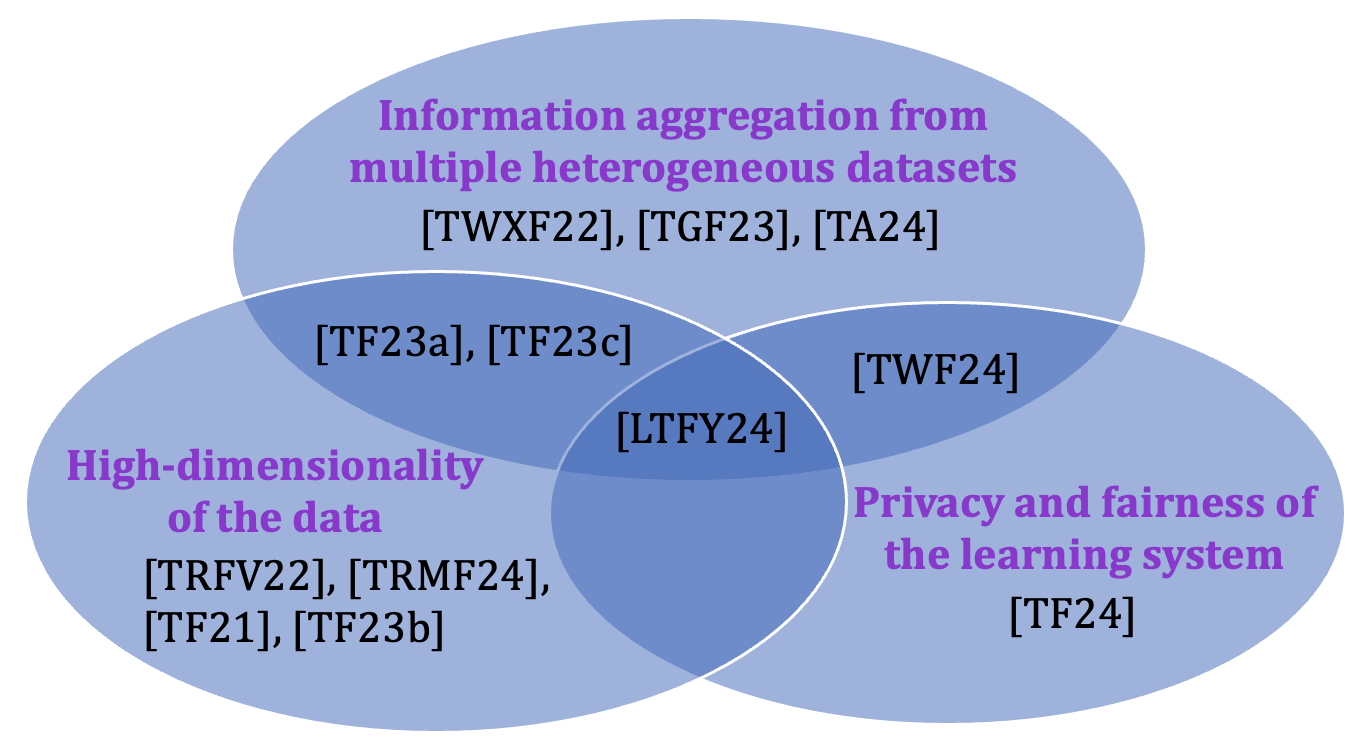 Information aggregation from
multiple heterogeneous datasets
[TWXF22], [TGF23], [TA24]
[TF23a], [TF23c]
[TWF24]
[LTFY24]
High-dimensionality
of the data
[TRFV22], [TRMF24],
[TF21], [TF23b]
Privacy and fairness of
the learning system
[TF24]